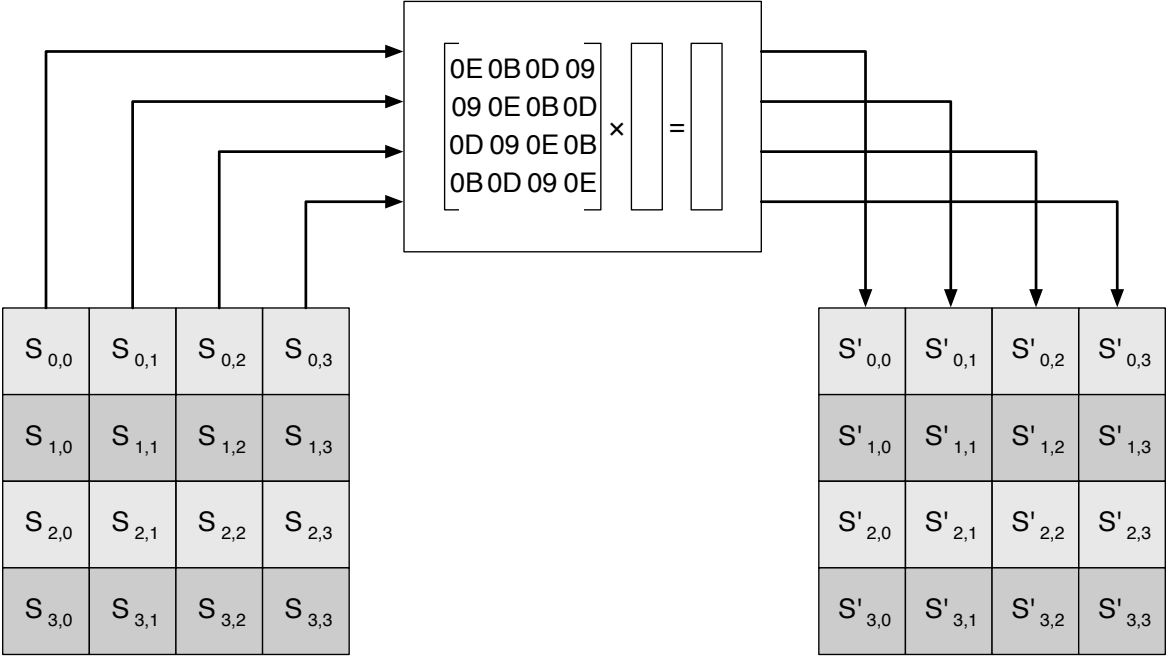 0E 0B 0D 09
09 0E 0B 0D
0D 09 0E 0B
0B 0D 09 0E
× =
S 0,0 S 0,1 S 0,2 S 0,3
S 1,0 S 1,1 S 1,2 S 1,3
S 2,0 S 2,1 S 2,2 S 2,3
S 3,0 S 3,1 S 3,2 S 3,3
S' 0,0 S' 0,1 S' 0,2 S' 0,3
S' 1,0 S' 1,1 S' 1,2 S' 1,3
S' 2,0 S' 2,1 S' 2,2 S' 2,3
S' 3,0 S' 3,1 S' 3,2 S' 3,3